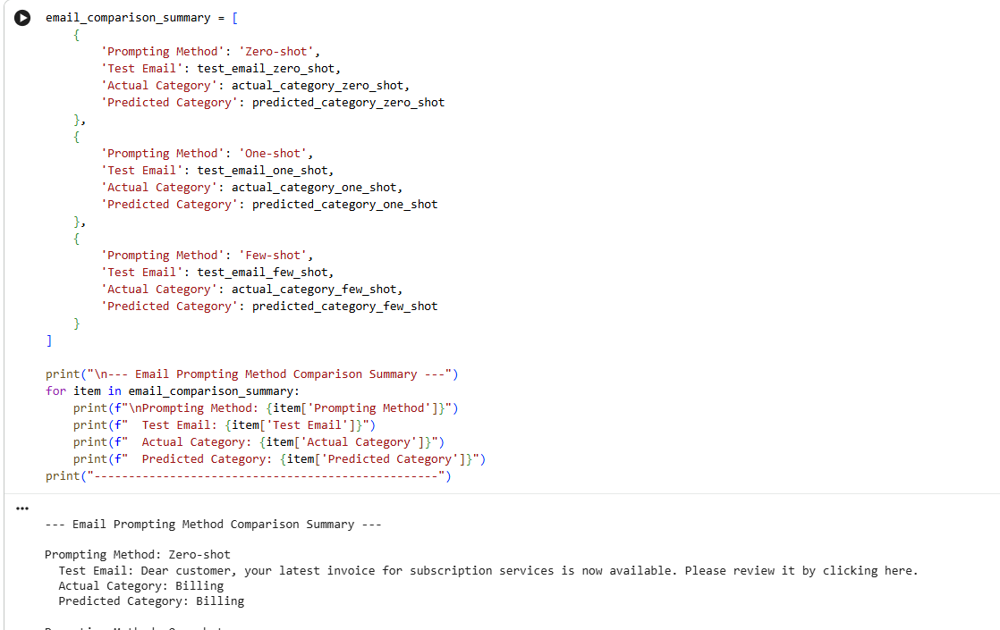 email_comparison_summary = [
    {
        'Prompting Method': 'Zero-shot',
        'Test Email': test_email_zero_shot,
        'Actual Category': actual_category_zero_shot,
        'Predicted Category': predicted_category_zero_shot
    },
    {
        'Prompting Method': 'One-shot',
        'Test Email': test_email_one_shot,
        'Actual Category': actual_category_one_shot,
        'Predicted Category': predicted_category_one_shot
    },
    {
        'Prompting Method': 'Few-shot',
        'Test Email': test_email_few_shot,
        'Actual Category': actual_category_few_shot,
        'Predicted Category': predicted_category_few_shot
    }
]
print("\n--- Email Prompting Method Comparison Summary ---")
for item in email_comparison_summary:
    print(f"\nPrompting Method: {item['Prompting Method']}")
    print(f"  Test Email: {item['Test Email']}")
    print(f"  Actual Category: {item['Actual Category']}")
    print(f"  Predicted Category: {item['Predicted Category']}")
print("--------------------------------------------------")
--- Email Prompting Method Comparison Summary ---
Prompting Method: Zero-shot
  Test Email: Dear customer, your latest invoice for subscription services is now available. Please review it by clicking here.
  Actual Category: Billing
  Predicted Category: Billing